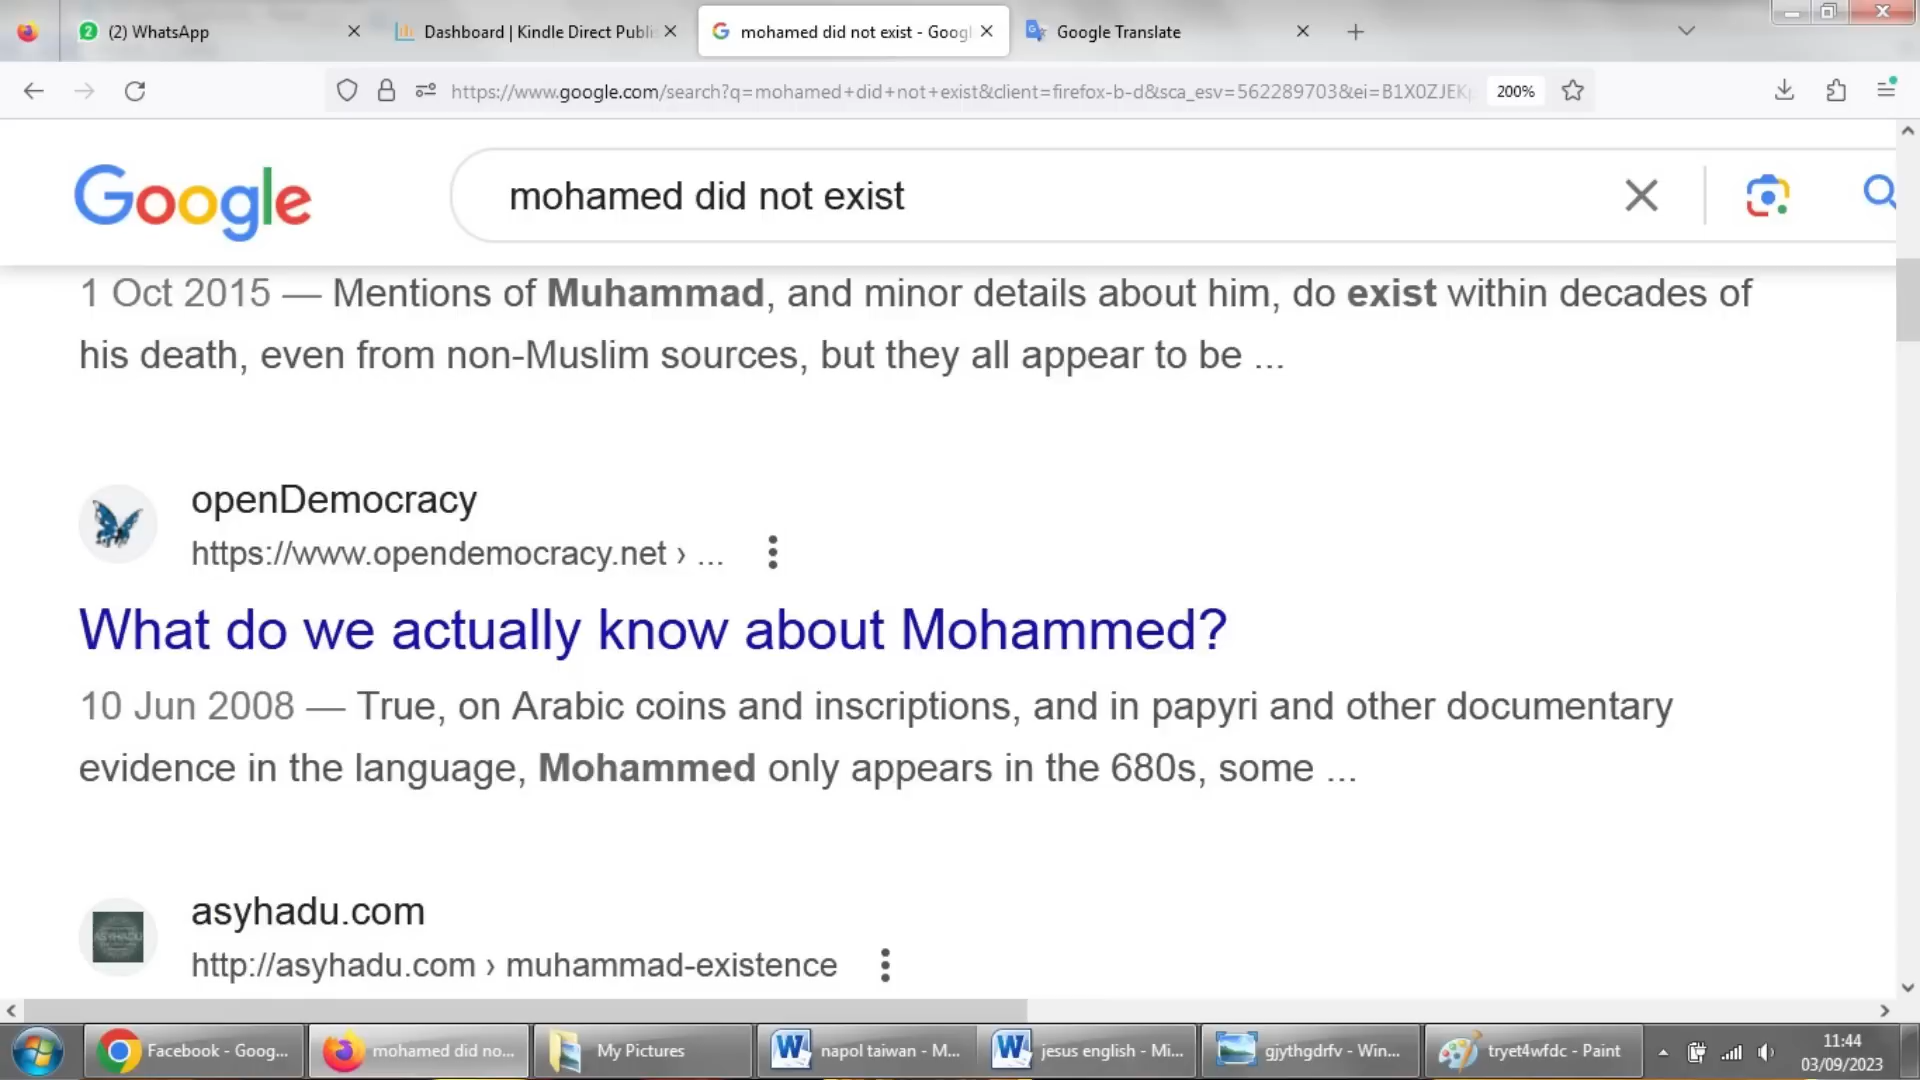 (2) WhatsApp
Dashboard | Kindle Direct Publi
mohamed did not exist - Goog
Google Translate
https://www.google.com/search?q=mohamed+did+not+exist&client=firefox-b-d&sca_esv=562289703&ei=B1X0ZJEK
200%
Google
mohamed did not exist
1 Oct 2015 — Mentions of Muhammad, and minor details about him, do exist within decades of
his death, even from non-Muslim sources, but they all appear to be ...
openDemocracy
https://www.opendemocracy.net › ...
What do we actually know about Mohammed?
10 Jun 2008 — True, on Arabic coins and inscriptions, and in papyri and other documentary
evidence in the language, Mohammed only appears in the 680s, some ...
asyhadu.com
http://asyhadu.com › muhammad-existence
Facebook - Goog...
mohamed did no...
My Pictures
napol taiwan - M...
jesus english - Mi...
gjythgdrfv - Win...
tryet4wfdc - Paint
11:44
03/09/2023